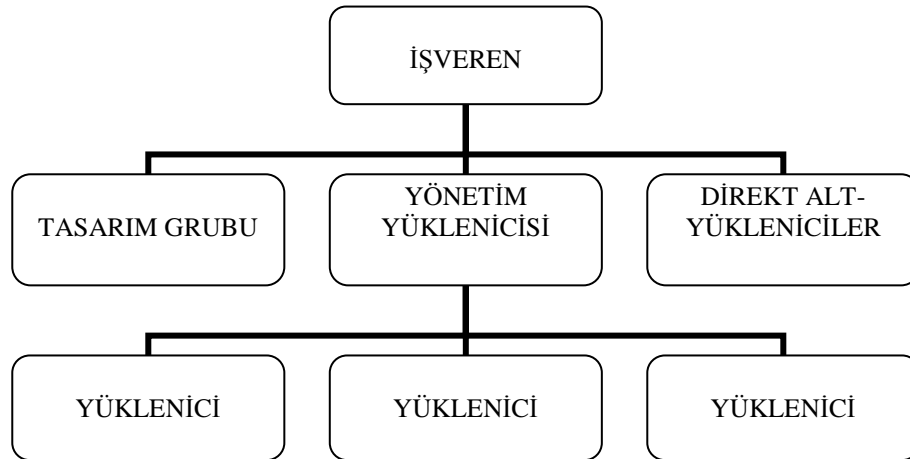 İŞVEREN
TASARIM GRUBU
YÖNETİM
YÜKLENİCİSİ
DİREKT ALT-
YÜKLENİCİLER
YÜKLENİCİ
YÜKLENİCİ
YÜKLENİCİ